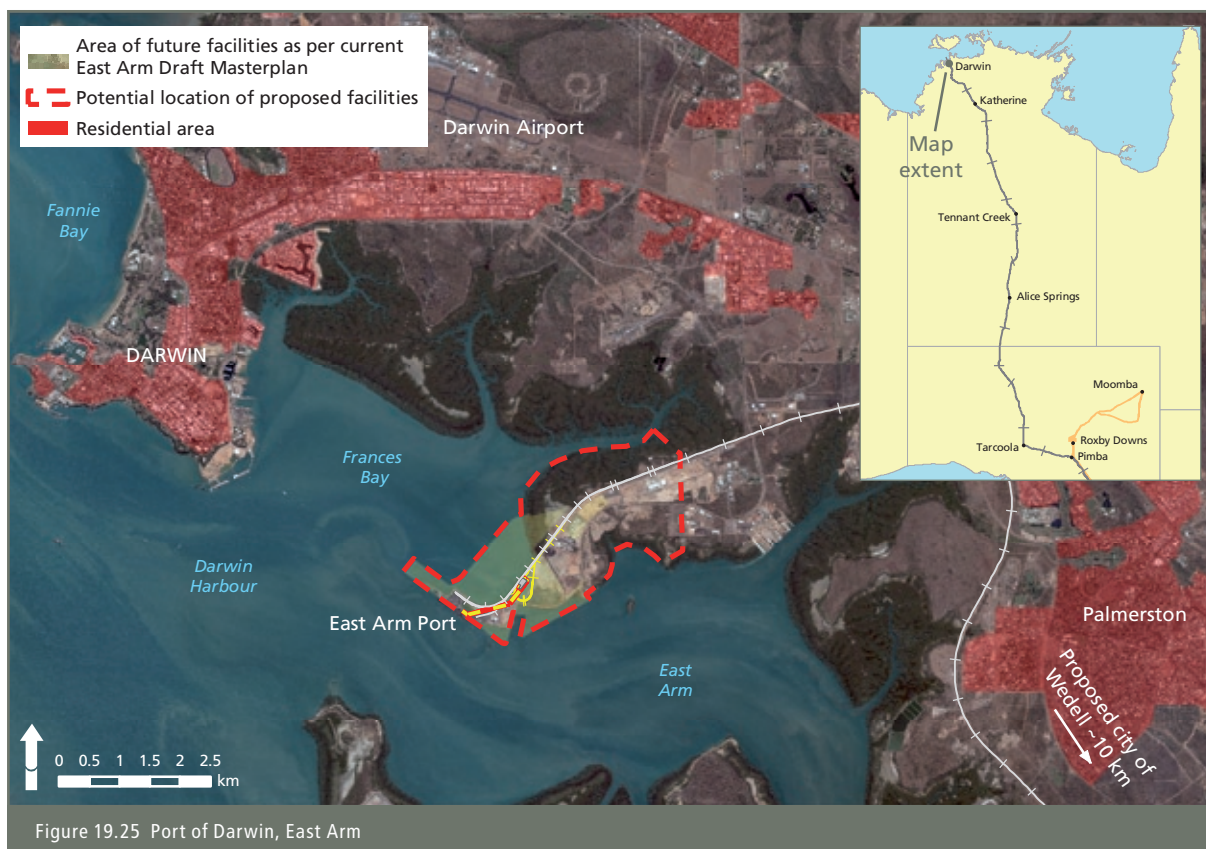 Area of future facilities as per current
East Arm Draft Masterplan
Potential location of proposed facilities
Residential area
Darwin Airport
Fannie
Bay
DARWIN
Frances
Bay
Darwin
Harbour
East Arm Port
East
Arm
Palmerston
Proposed city of
Wedell ~10 km
Darwin
Katherine
Map
extent
Tennant Creek
Alice Springs
Moomba
Roxby Downs
Tarcoola
Pimba
0 0.5 1 1.5 2 2.5
km
Figure 19.25 Port of Darwin, East Arm